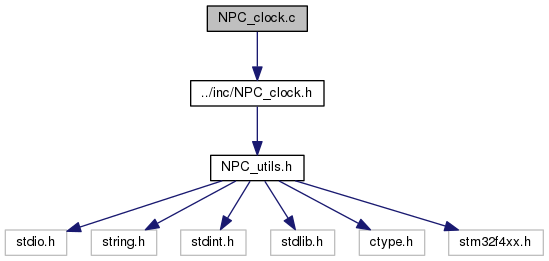 NPC_clock.c
../inc/NPC_clock.h
NPC_utils.h
stdio.h
string.h
stdint.h
stdlib.h
ctype.h
stm32f4xx.h